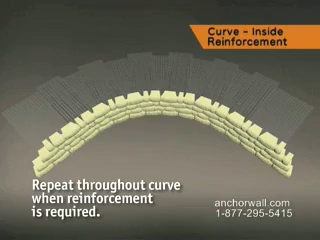 Curve - Inside
Reinforcement
Repeat throughout curve
when reinforcement
is required.
anchorwall.com
1-877-295-5415